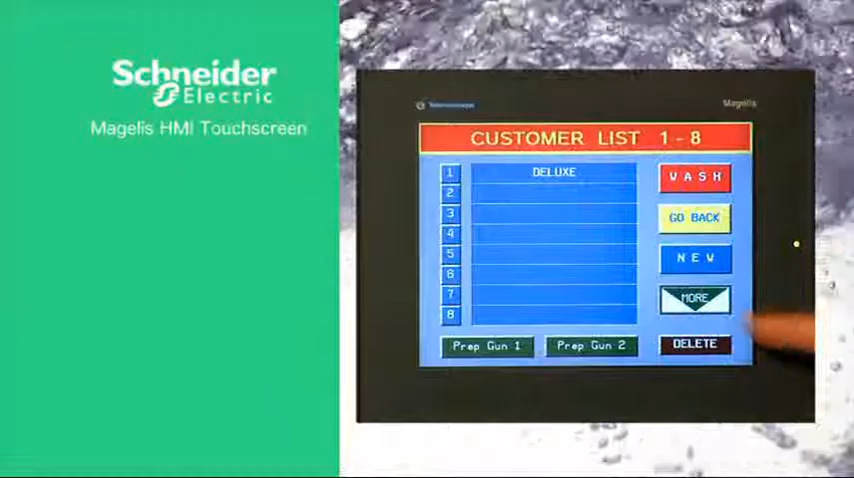 Schneider
Electric
Magelis HMI Touchscreen
Magelis
CUSTOMER LIST 1-8
1 DELUXE
2
3
4
5
6
7
8
WASH
GO BACK
NEW
MORE
DELETE
Prep Gun 1
Prep Gun 2